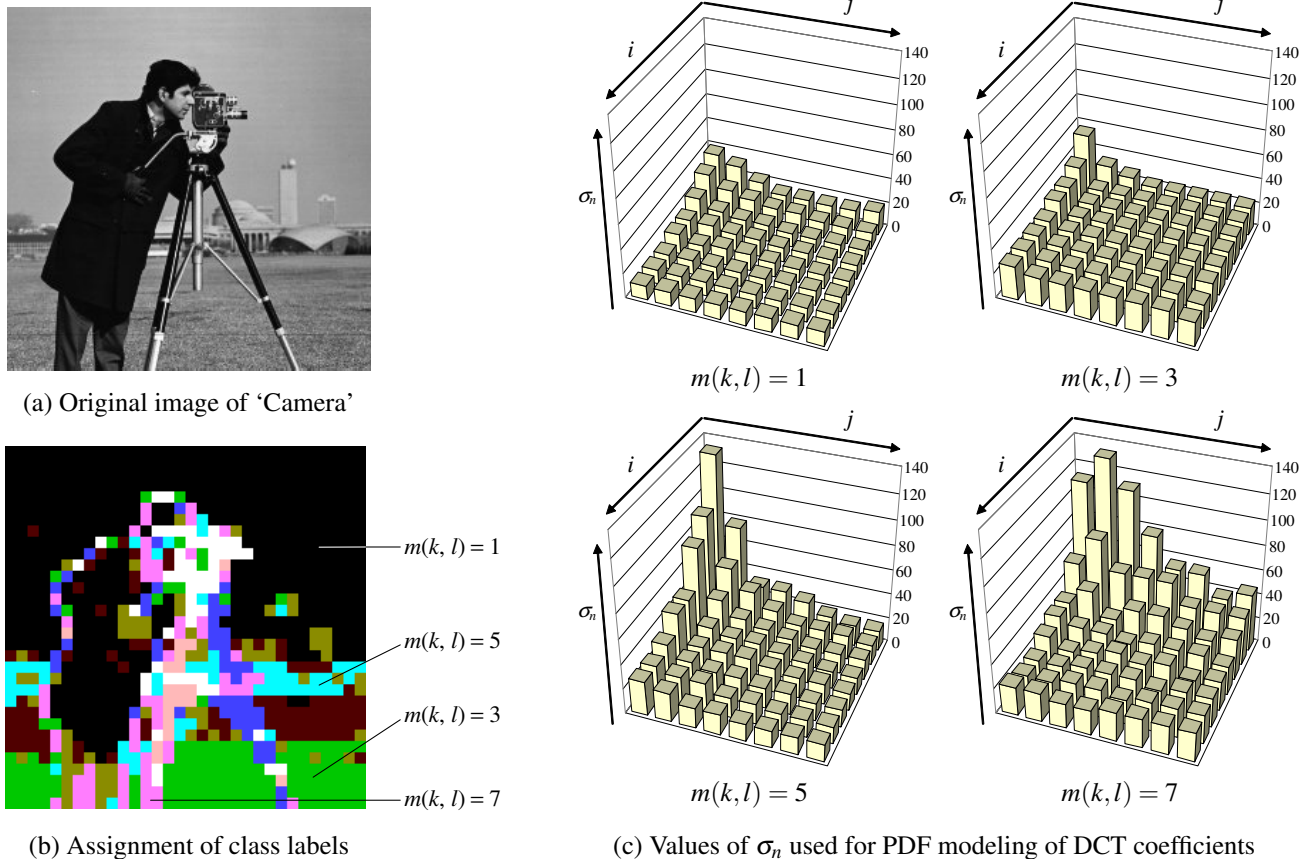 j
i
140
120
100
80
60
40
20
0
σn
m(k, l) = 1
j
i
140
120
100
80
60
40
20
0
σn
m(k, l) = 3
(a) Original image of ‘Camera’
m(k, l) = 1
m(k, l) = 5
m(k, l) = 3
m(k, l) = 7
(b) Assignment of class labels
j
i
140
120
100
80
60
40
20
0
σn
m(k, l) = 5
j
i
140
120
100
80
60
40
20
0
σn
m(k, l) = 7
(c) Values of σn used for PDF modeling of DCT coefficients